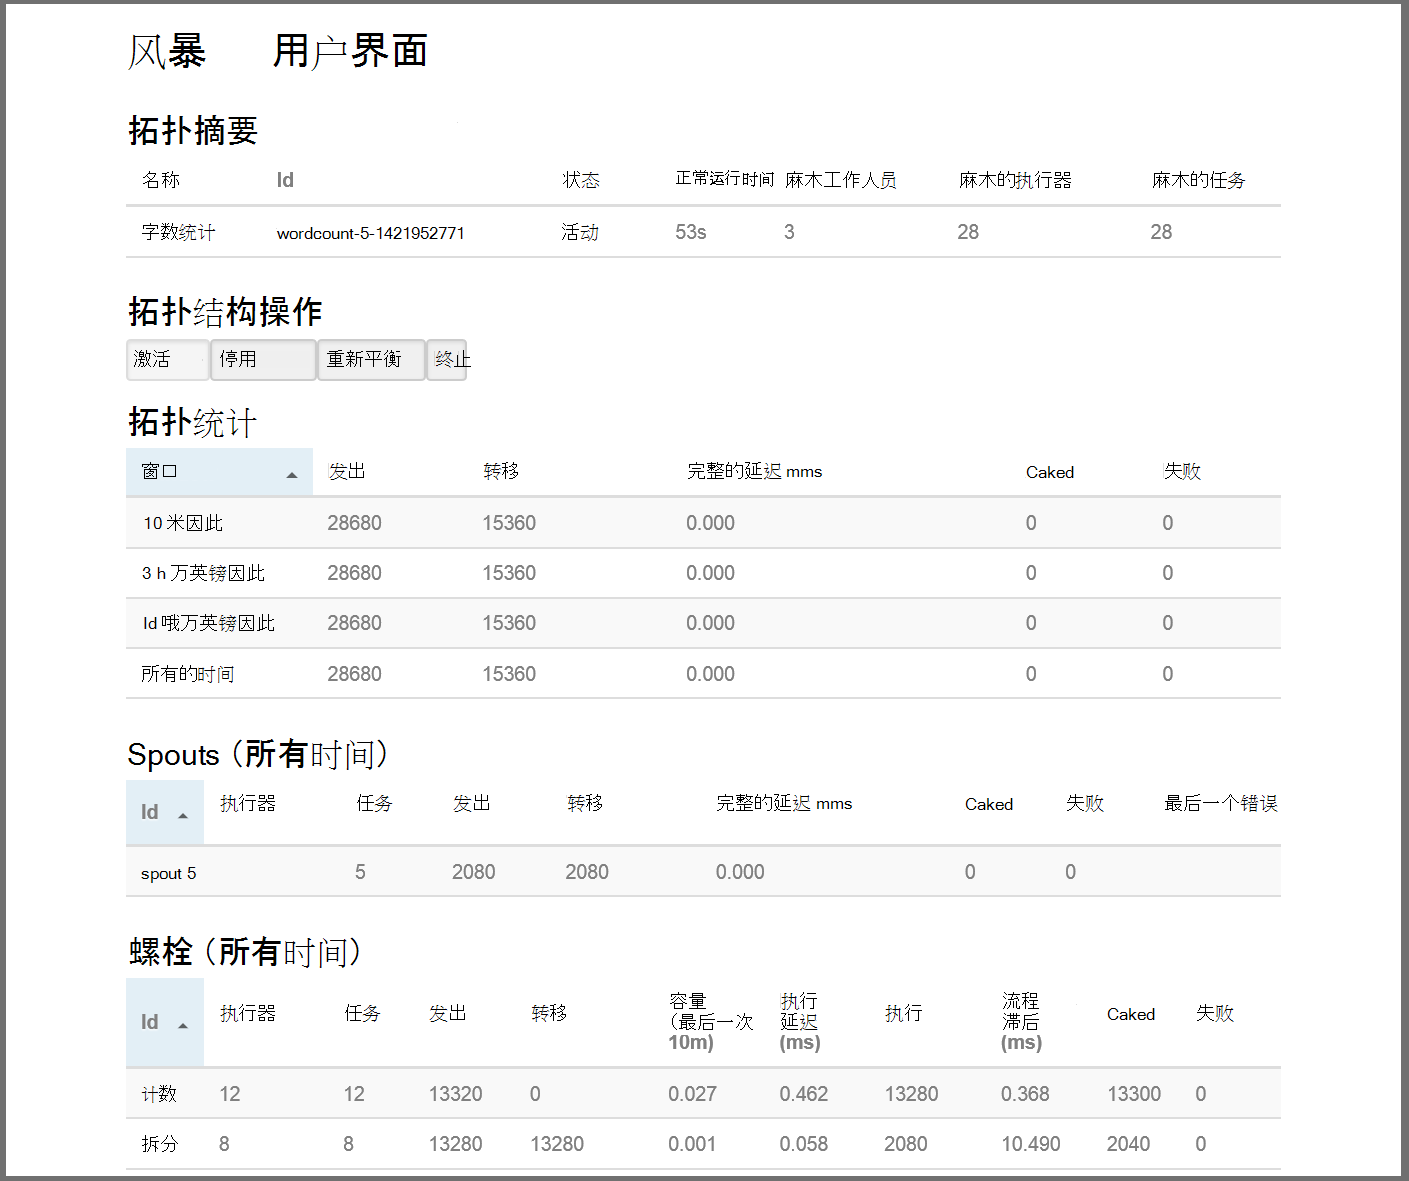 风暴 用户界面
拓扑摘要
名称 Id 状态 正常运行时间 麻木工作人员 麻木的执行器 麻木的任务
字数统计 wordcount-5-1421952771 活动 53s 3 28 28
拓扑结构操作
激活 停用 重新平衡 终止
拓扑统计
窗口 发出 转移 完整的延迟 mms Caked 失败
10 米因此 28680 15360 0.000 0 0
3 h 万英镑因此 28680 15360 0.000 0 0
Id 哦万英镑因此 28680 15360 0.000 0 0
所有的时间 28680 15360 0.000 0 0
Spouts（所有时间）
Id 执行器 任务 发出 转移 完整的延迟 mms Caked 失败 最后一个错误
spout 5 5 2080 2080 0.000 0 0
螺栓（所有时间）
Id 执行器 任务 发出 转移 容量（最后一次 10m) 执行延迟 (ms) 执行 流程滞后 (ms) Caked 失败
计数 12 12 13320 0 0.027 0.462 13280 0.368 13300 0
拆分 8 8 13280 13280 0.001 0.058 2080 10.490 2040 0